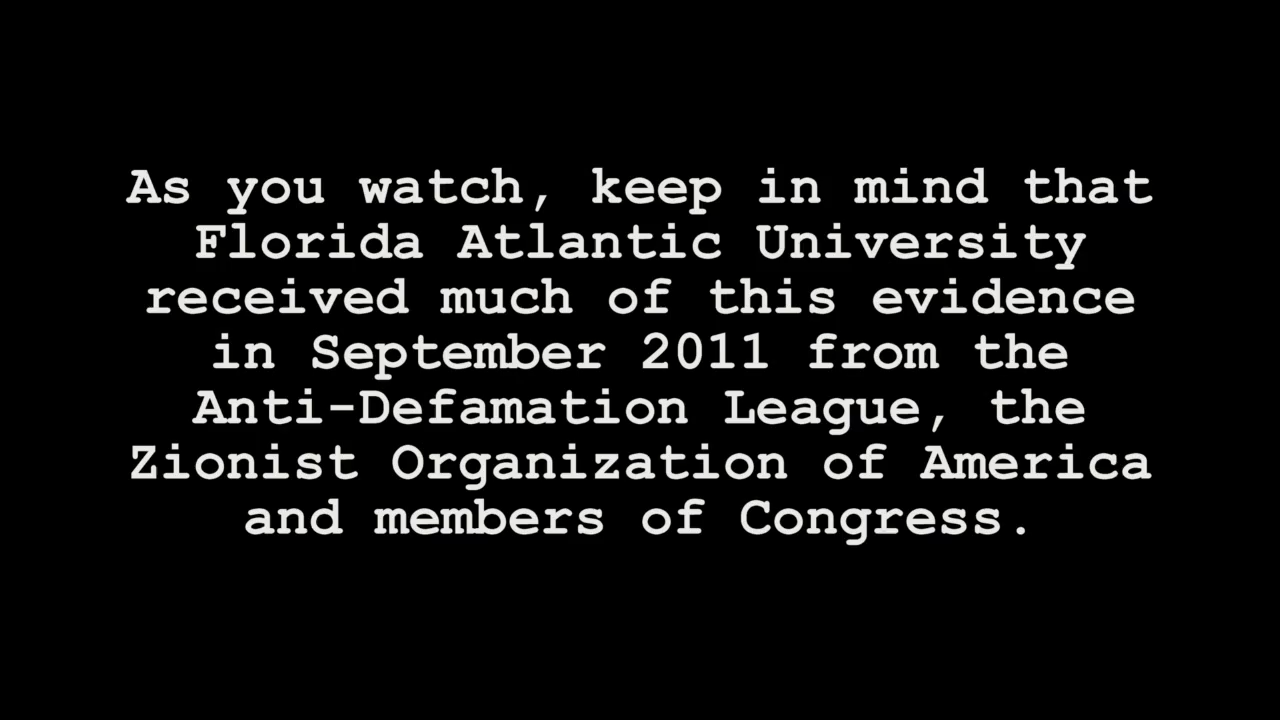 As you watch, keep in mind that
Florida Atlantic University
received much of this evidence
in September 2011 from the
Anti-Defamation League, the
Zionist Organization of America
and members of Congress.